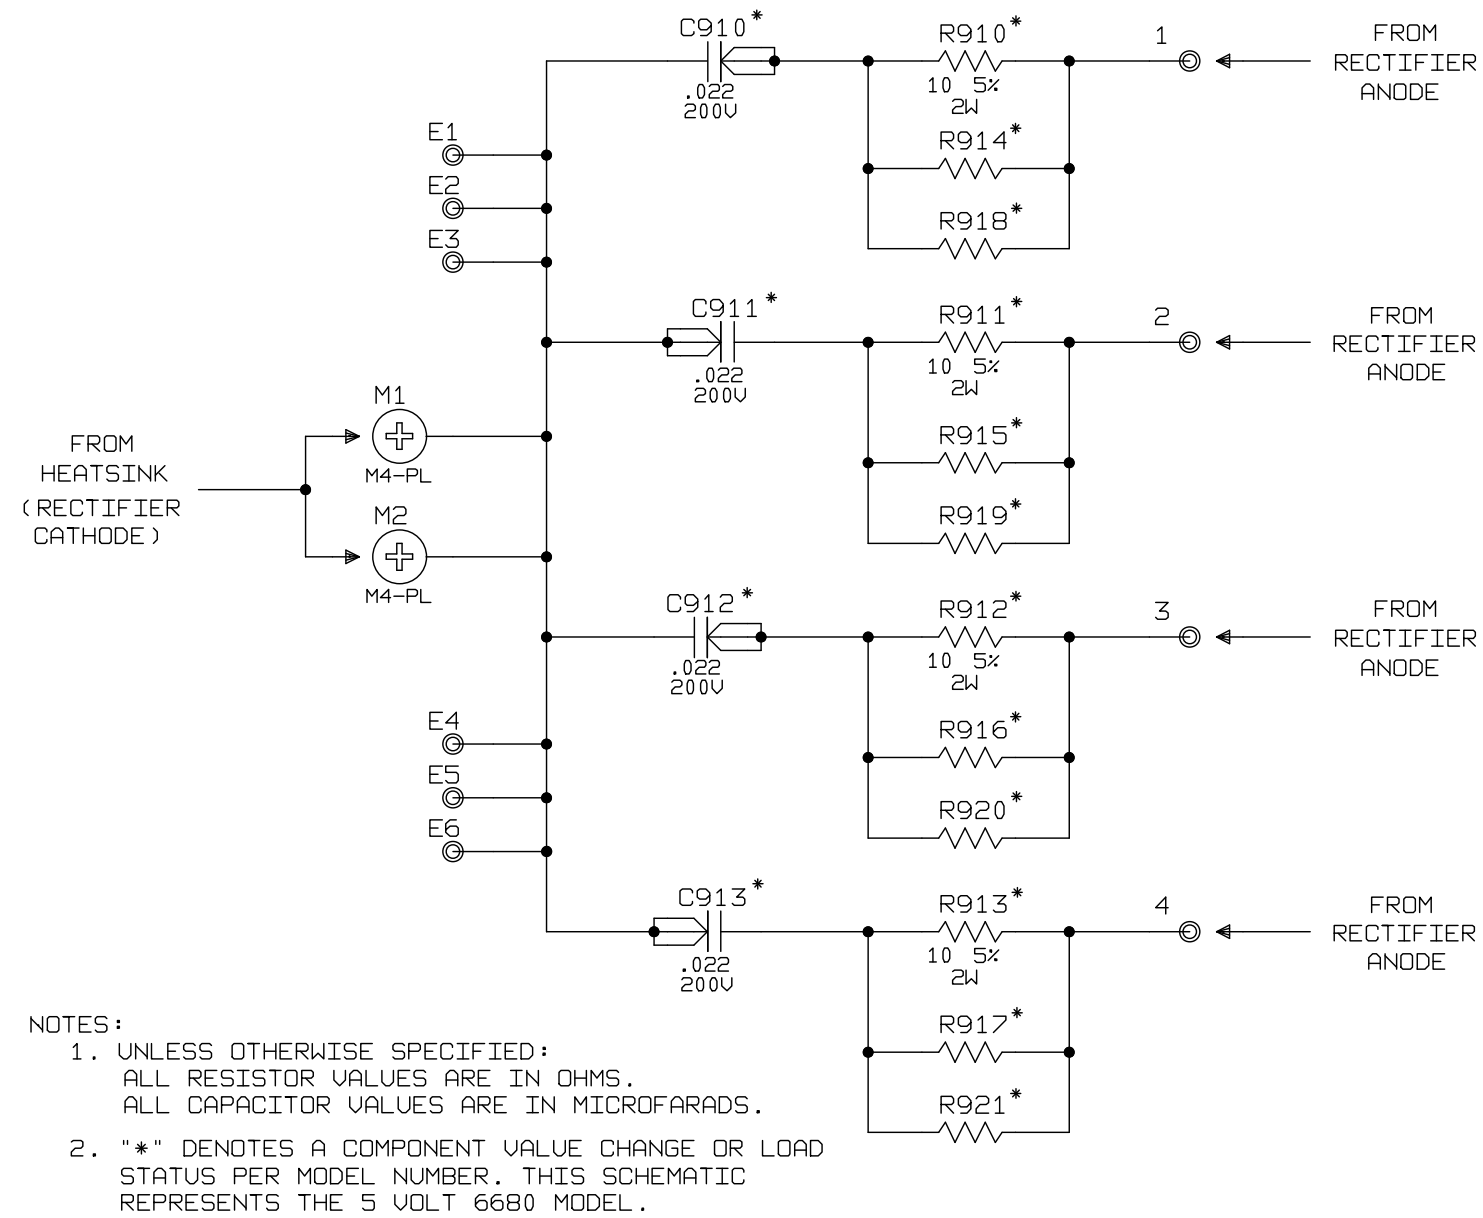 C910*
.022
200V
R910*
10 5%
2W
1
FROM
RECTIFIER
ANODE
R914*
R918*
E1
E2
E3
C911*
.022
200V
R911*
10 5%
2W
2
FROM
RECTIFIER
ANODE
R915*
R919*
FROM
HEATSINK
(RECTIFIER
CATHODE)
M1
M4-PL
M2
M4-PL
C912*
.022
200V
R912*
10 5%
2W
3
FROM
RECTIFIER
ANODE
R916*
R920*
E4
E5
E6
C913*
.022
200V
R913*
10 5%
2W
4
FROM
RECTIFIER
ANODE
R917*
R921*
NOTES:
1. UNLESS OTHERWISE SPECIFIED:
ALL RESISTOR VALUES ARE IN OHMS.
ALL CAPACITOR VALUES ARE IN MICROFARADS.
2. "*" DENOTES A COMPONENT VALUE CHANGE OR LOAD
STATUS PER MODEL NUMBER. THIS SCHEMATIC
REPRESENTS THE 5 VOLT 6680 MODEL.